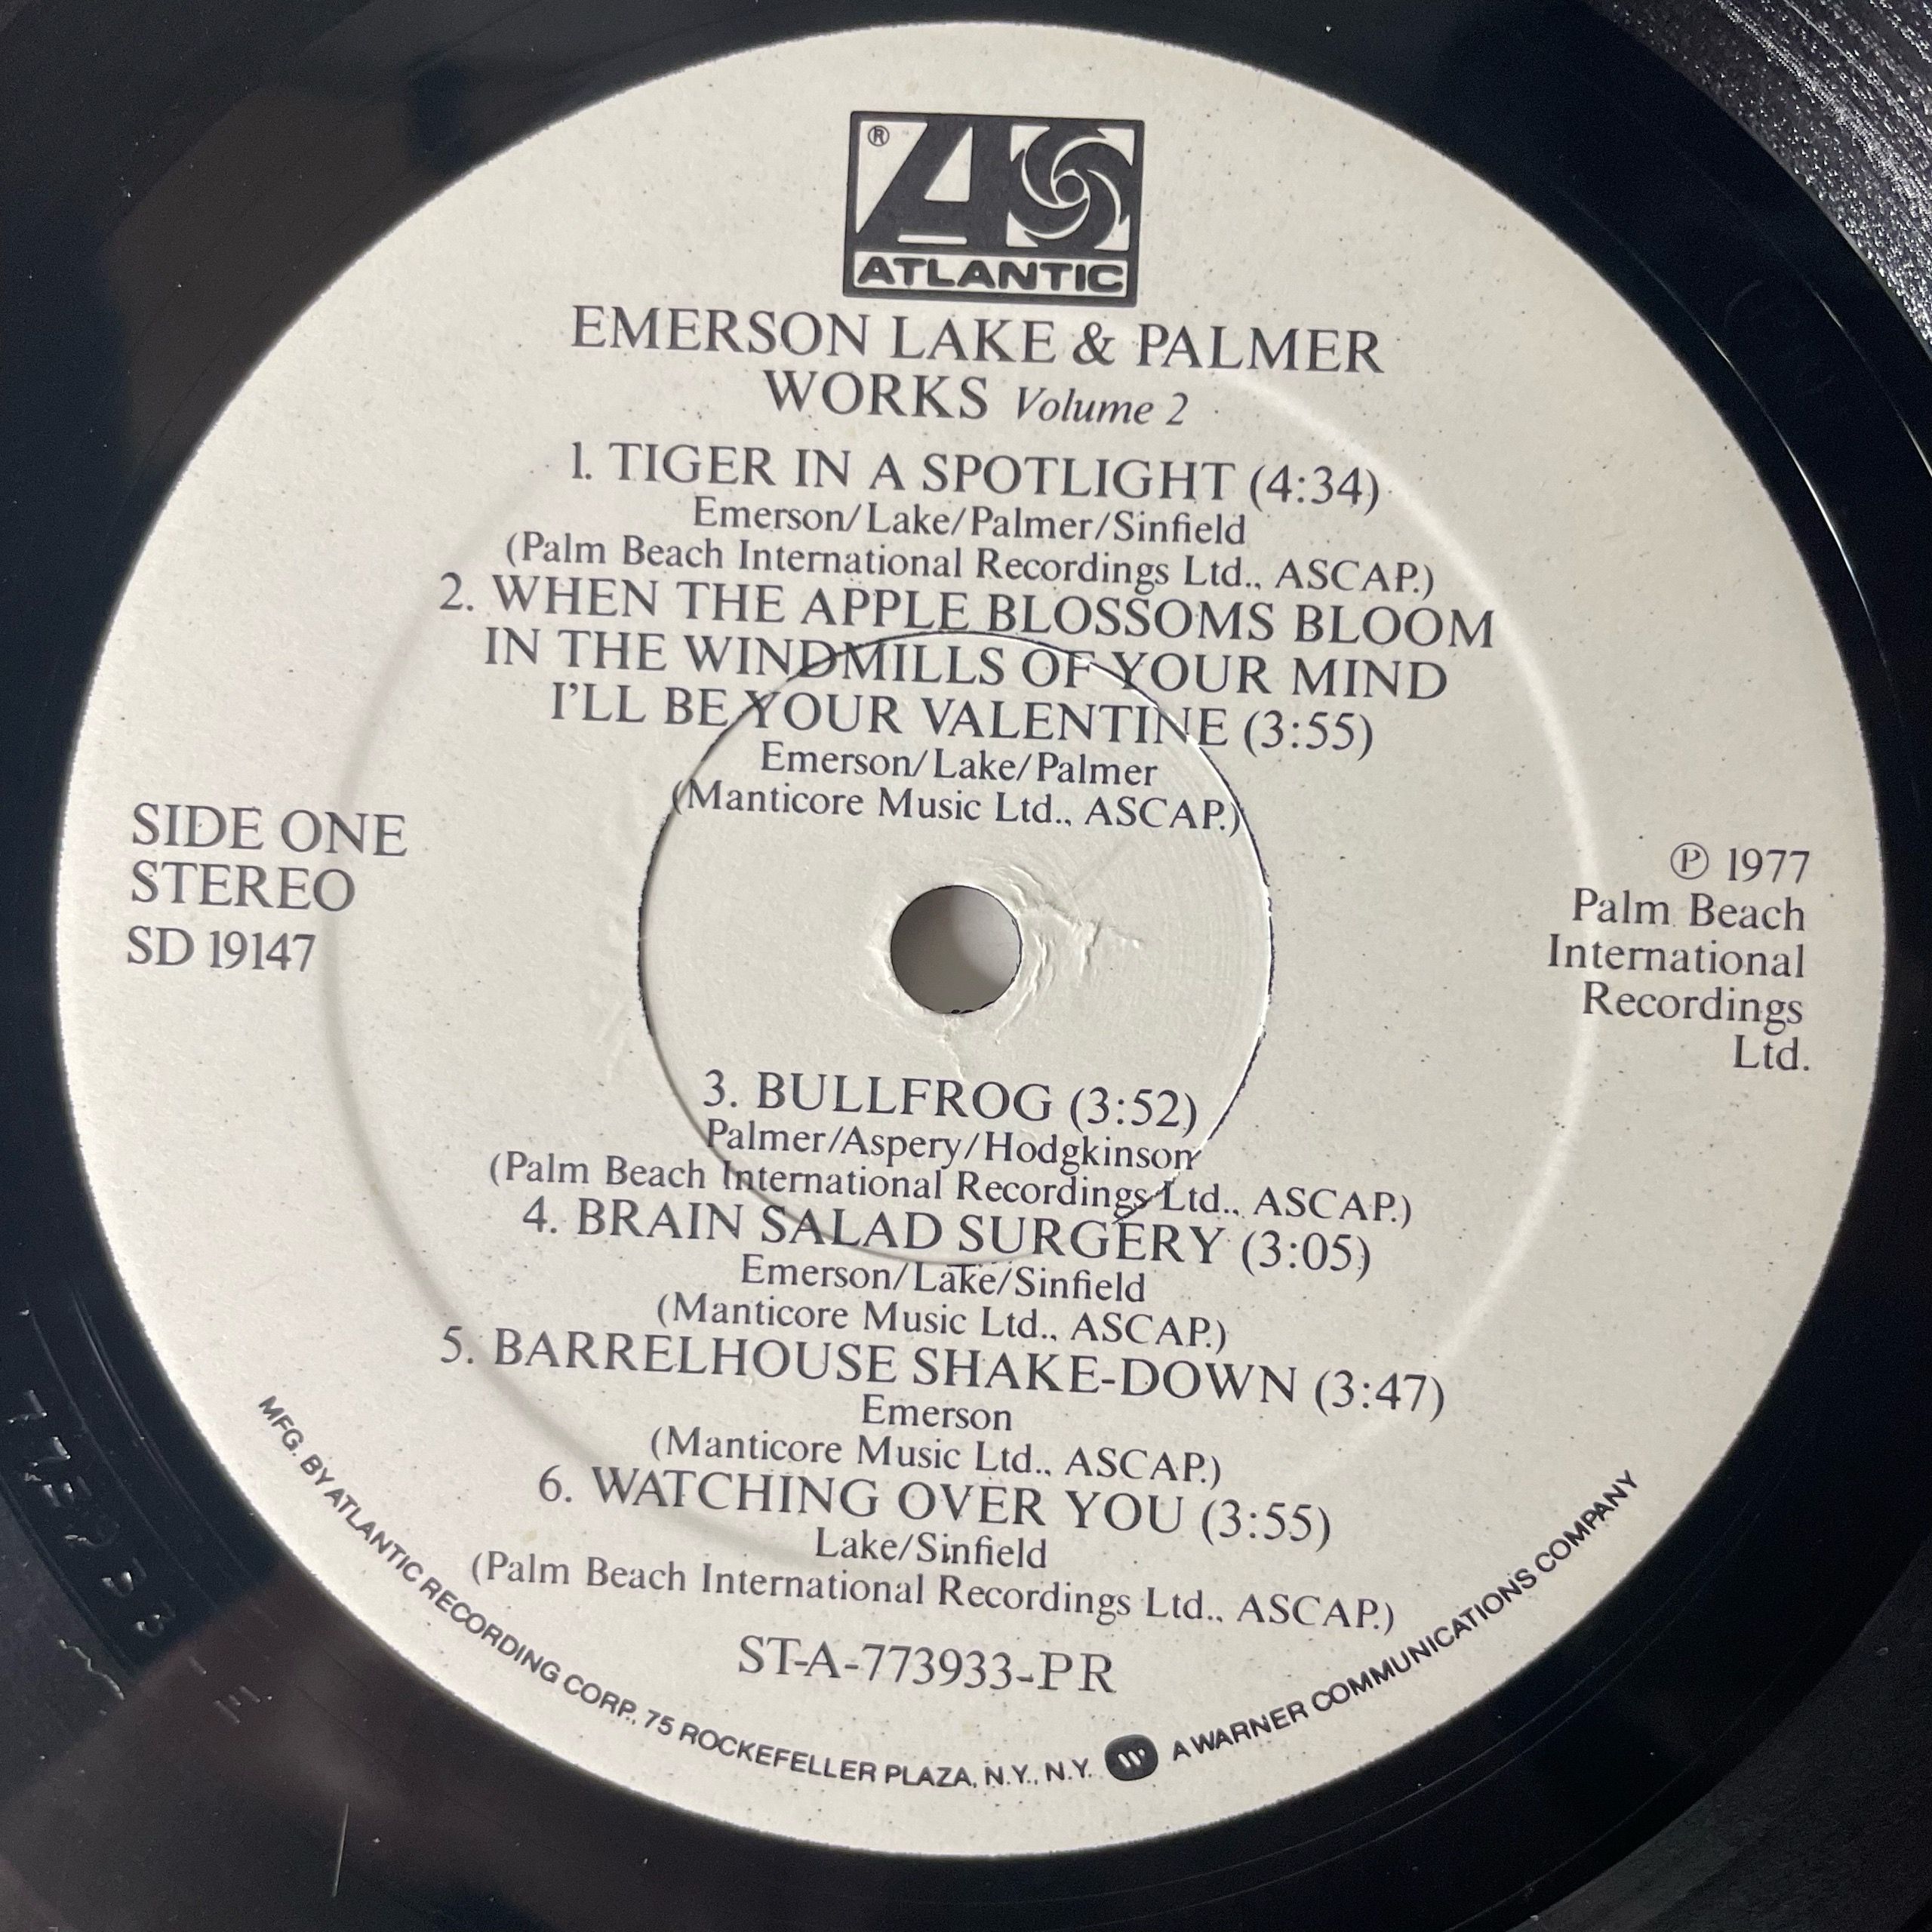 ®
ATLANTIC
EMERSON LAKE & PALMER
WORKS Volume 2
1. TIGER IN A SPOTLIGHT (4:34)
Emerson/Lake/Palmer/Sinfield
(Palm Beach International Recordings Ltd., ASCAP.)
2. WHEN THE APPLE BLOSSOMS BLOOM
IN THE WINDMILLS OF YOUR MIND
I'LL BE YOUR VALENTINE (3:55)
Emerson/Lake/Palmer
(Manticore Music Ltd., ASCAP.)
SIDE ONE
STEREO
SD 19147
℗ 1977
Palm Beach
International
Recordings
Ltd.
3. BULLFROG (3:52)
Palmer/Aspery/Hodgkinson
(Palm Beach International Recordings Ltd., ASCAP.)
4. BRAIN SALAD SURGERY (3:05)
Emerson/Lake/Sinfield
(Manticore Music Ltd., ASCAP.)
5. BARRELHOUSE SHAKE-DOWN (3:47)
Emerson
(Manticore Music Ltd., ASCAP.)
6. WATCHING OVER YOU (3:55)
Lake/Sinfield
(Palm Beach International Recordings Ltd., ASCAP.)
ST-A-773933-PR
MFG. BY ATLANTIC RECORDING CORP., 75 ROCKEFELLER PLAZA, N.Y., N.Y. W A WARNER COMMUNICATIONS COMPANY